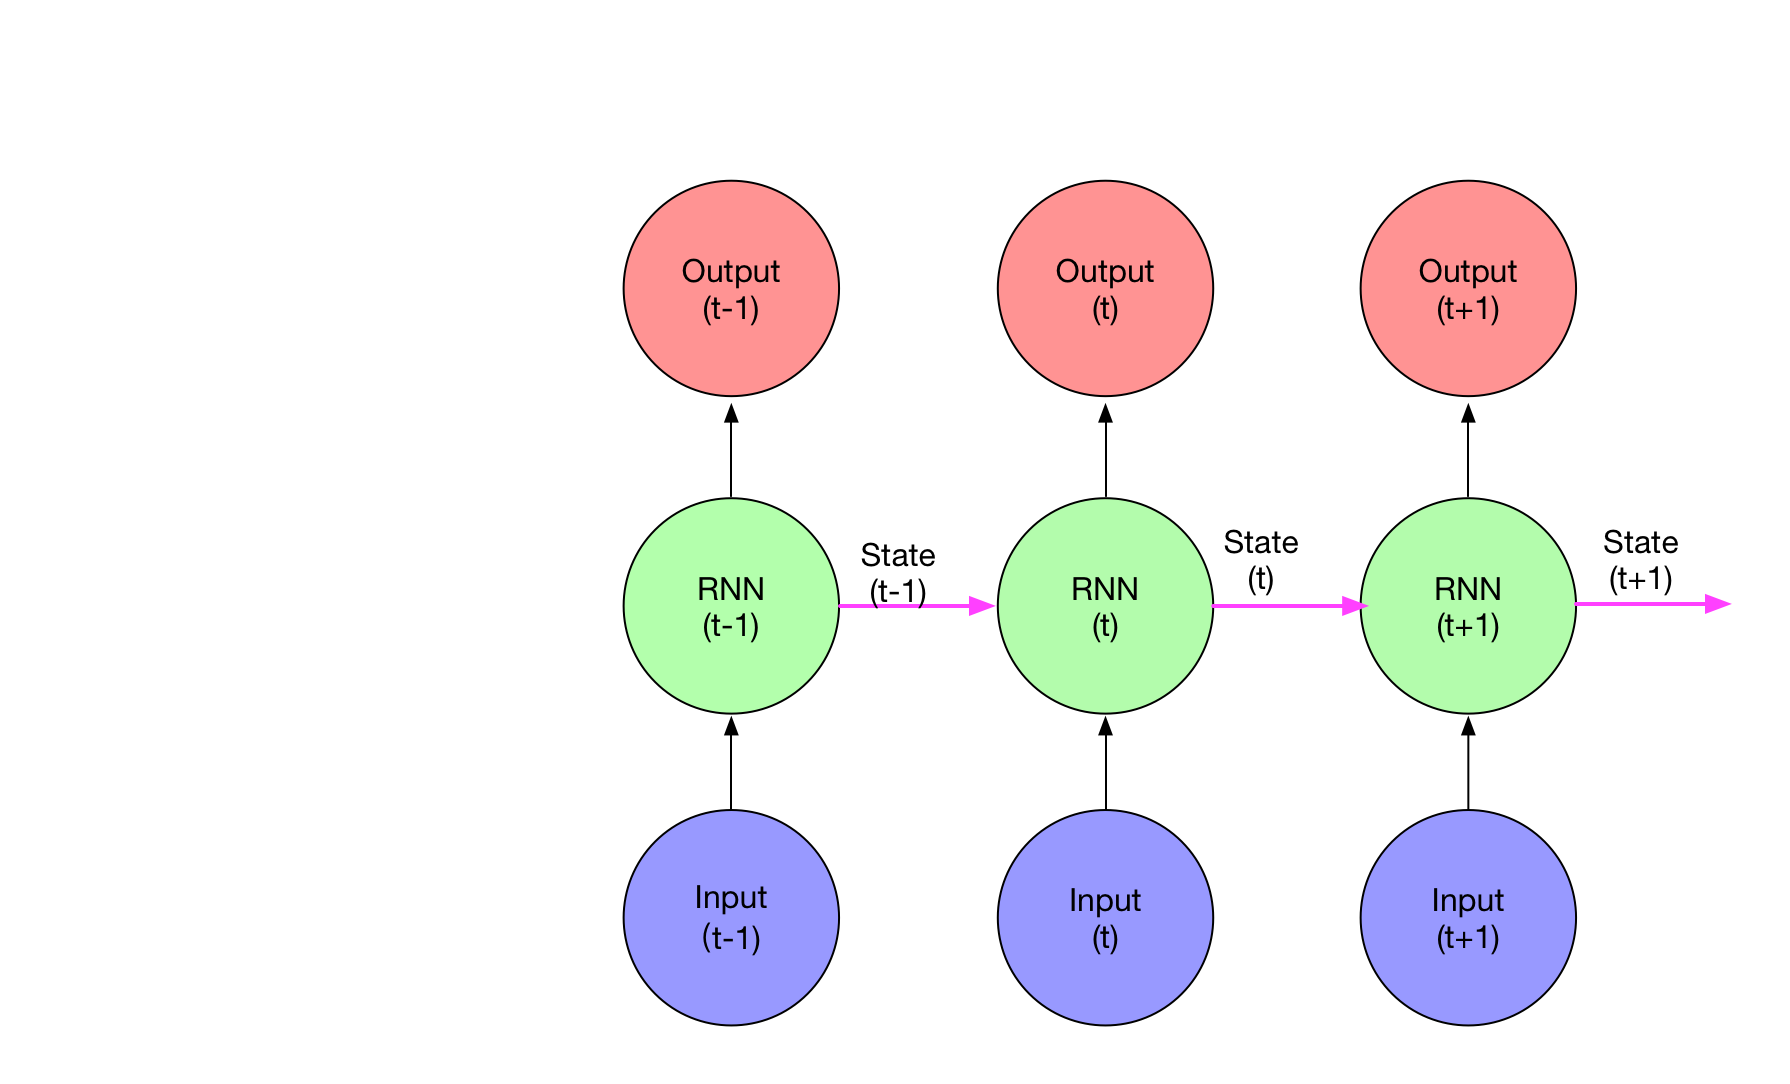 Output
(t-1)
Output
(t)
Output
(t+1)
RNN
(t-1)
State
(t-1)
RNN
(t)
State
(t)
RNN
(t+1)
State
(t+1)
Input
(t-1)
Input
(t)
Input
(t+1)